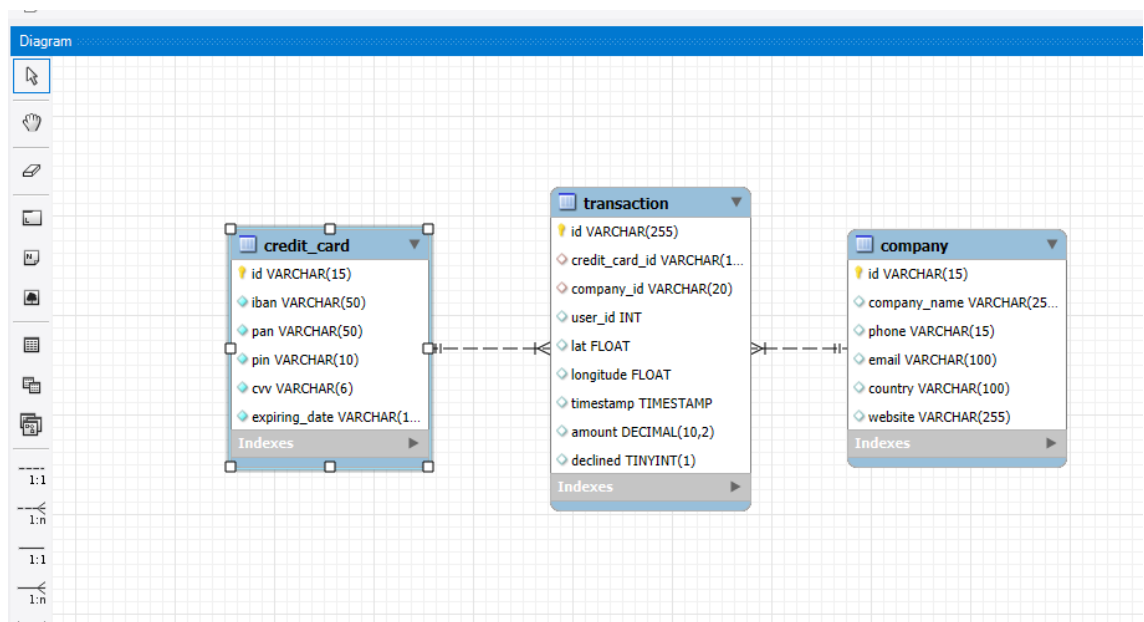 Diagram
credit_card
id VARCHAR(15)
iban VARCHAR(50)
pan VARCHAR(50)
pin VARCHAR(10)
cvv VARCHAR(6)
expiring_date VARCHAR(1...
Indexes
transaction
id VARCHAR(255)
credit_card_id VARCHAR(1...
company_id VARCHAR(20)
user_id INT
lat FLOAT
longitude FLOAT
timestamp TIMESTAMP
amount DECIMAL(10,2)
declined TINYINT(1)
Indexes
company
id VARCHAR(15)
company_name VARCHAR(25...
phone VARCHAR(15)
email VARCHAR(100)
country VARCHAR(100)
website VARCHAR(255)
Indexes
1:1
1:n
1:1
1:n